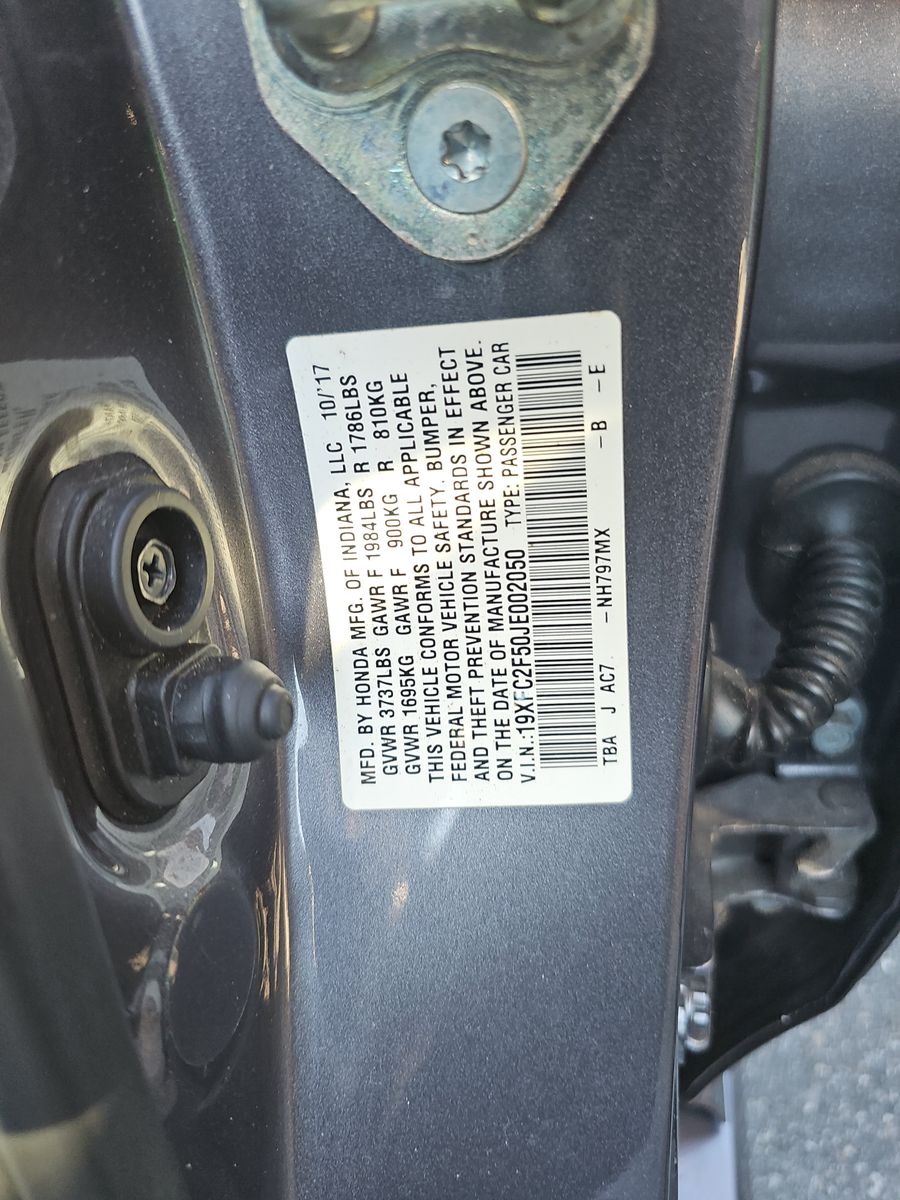 MFD. BY HONDA MFG. OF INDIANA, LLC 10/'17
GVWR 3737LBS GAWR F 1984LBS R 1786LBS
GVWR 1695KG GAWR F 900KG R 810KG
THIS VEHICLE CONFORMS TO ALL APPLICABLE
FEDERAL MOTOR VEHICLE SAFETY, BUMPER,
AND THEFT PREVENTION STANDARDS IN EFFECT
ON THE DATE OF MANUFACTURE SHOWN ABOVE.
V.I.N.:19XFC2F50JE002050 TYPE: PASSENGER CAR
TBA J AC7. -NH797MX -B -E